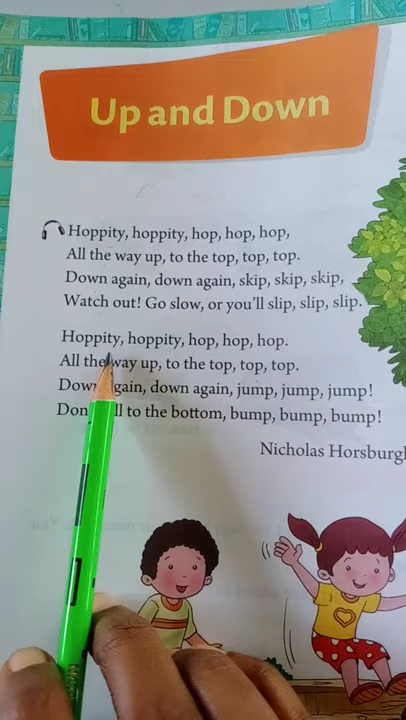 Up and Down
Hoppity, hoppity, hop, hop, hop,
All the way up, to the top, top, top.
Down again, down again, skip, skip, skip,
Watch out! Go slow, or you'll slip, slip, slip.
Hoppity, hoppity, hop, hop, hop.
All the way up, to the top, top, top.
Down again, down again, jump, jump, jump!
to the bottom, bump, bump, bump!
Nicholas Horsburgh